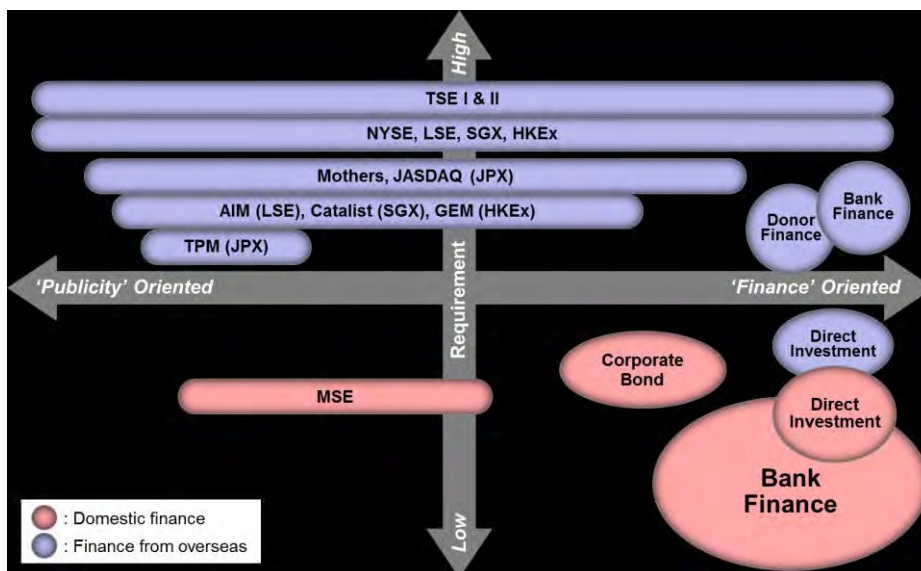 High
TSE I & II
NYSE, LSE, SGX, HKEx
Mothers, JASDAQ (JPX)
AIM (LSE), Catalist (SGX), GEM (HKEx)
TPM (JPX)
Donor
Finance
Bank
Finance
'Publicity' Oriented
Requirement
'Finance' Oriented
Direct
Investment
Corporate
Bond
MSE
Direct
Investment
Bank
Finance
: Domestic finance
: Finance from overseas
Low